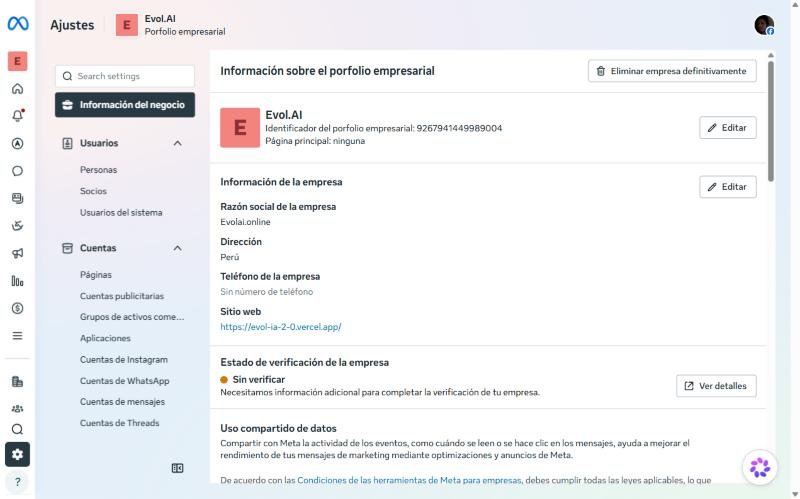 Ajustes
E
Evol.AI
Porfolio empresarial
E
Search settings
Información del negocio
Usuarios
Personas
Socios
Usuarios del sistema
Cuentas
Páginas
Cuentas publicitarias
Grupos de activos come...
Aplicaciones
Cuentas de Instagram
Cuentas de WhatsApp
Cuentas de mensajes
Cuentas de Threads
?
Información sobre el porfolio empresarial
Eliminar empresa definitivamente
E
Evol.AI
Identificador del porfolio empresarial: 9267941449989004
Página principal: ninguna
Editar
Información de la empresa
Editar
Razón social de la empresa
Evolai.online
Dirección
Perú
Teléfono de la empresa
Sin número de teléfono
Sitio web
https://evol-ia-2-0.vercel.app/
Estado de verificación de la empresa
Sin verificar
Necesitamos información adicional para completar la verificación de tu empresa.
Ver detalles
Uso compartido de datos
Compartir con Meta la actividad de los eventos, como cuándo se leen o se hace clic en los mensajes, ayuda a mejorar el
rendimiento de tus mensajes de marketing mediante optimizaciones y anuncios de Meta.
De acuerdo con las Condiciones de las herramientas de Meta para empresas, debes cumplir todas las leyes aplicables, lo que